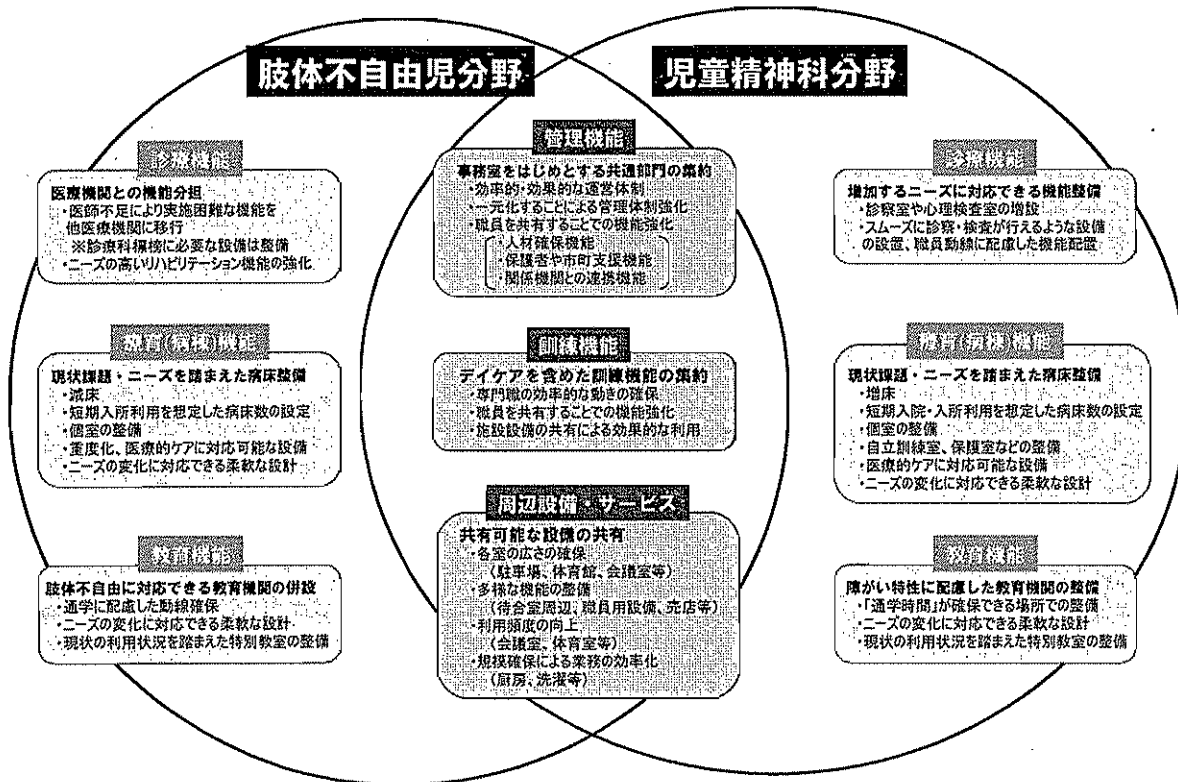 肢体不自由児分野
児童精神科分野
診療機能
医療機関との機能分担
・医師不足により実施困難な機能を
他医療機関に移行
※診療科標榜に必要な設備は整備
・ニーズの高いリハビリテーション機能の強化
療育(病棟)機能
現状課題・ニーズを踏まえた病床整備
・減床
・短期入所利用を想定した病床数の設定
・個室の整備
・重度化、医療的ケアに対応可能な設備
・ニーズの変化に対応できる柔軟な設計
教育機能
肢体不自由に対応できる教育機関の併設
・通学に配慮した動線確保
・ニーズの変化に対応できる柔軟な設計
・現状の利用状況を踏まえた特別教室の整備
管理機能
事務室をはじめとする共通部門の集約
・効率的・効果的な運営体制
・一元化することによる管理体制強化
・職員を共有することでの機能強化
・人材確保機能
・保護者や市町支援機能
・関係機関との連携機能
訓練機能
デイケアを含めた訓練機能の集約
・専門職の効率的な動きの確保
・職員を共有することでの機能強化
・施設設備の共有による効果的な利用
周辺設備・サービス
共有可能な設備の共有
・各室の広さの確保
(駐車場、体育館、会議室等)
・多様な機能の整備
(待合室周辺、職員用設備、売店等)
・利用頻度の向上
(会議室、体育室等)
・規模確保による業務の効率化
(厨房、洗濯等)
診療機能
増加するニーズに対応できる機能整備
・診察室や心理検査室の増設
・スムーズに診察・検査が行えるような設備
の設置、職員動線に配慮した機能配置
療育(病棟)機能
現状課題・ニーズを踏まえた病床整備
・増床
・短期入院・入所利用を想定した病床数の設定
・個室の整備
・自立訓練室、保護室などの整備
・医療的ケアに対応可能な設備
・ニーズの変化に対応できる柔軟な設計
教育機能
障がい特性に配慮した教育機関の整備
・「通学時間」が確保できる場所での整備
・ニーズの変化に対応できる柔軟な設計
・現状の利用状況を踏まえた特別教室の整備